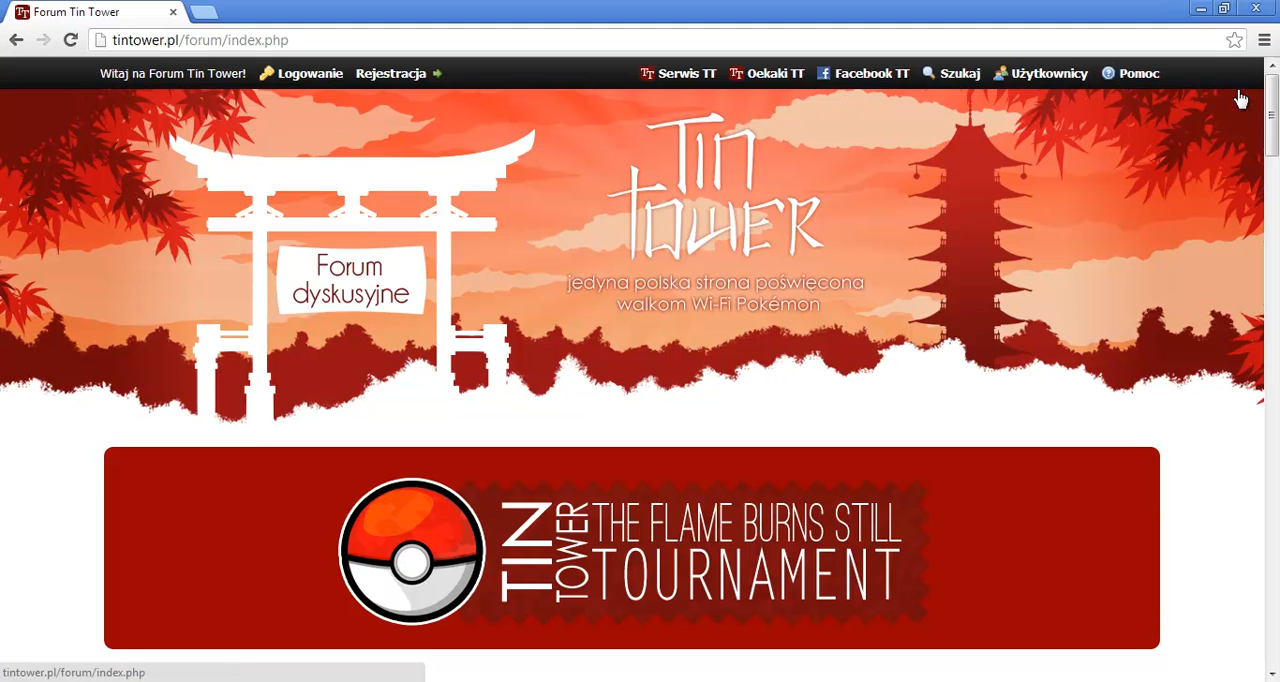 Forum Tin Tower
tintower.pl/forum/index.php
Witaj na Forum Tin Tower! Logowanie Rejestracja TT Serwis TT TT Oekaki TT Facebook TT Szukaj Użytkownicy Pomoc
TIN
TOWER
Forum
dyskusyjne
jedyna polska strona poświęcona
walkom Wi-Fi Pokémon
TIN
TOWER
THE FLAME BURNS STILL
TOURNAMENT
tintower.pl/forum/index.php